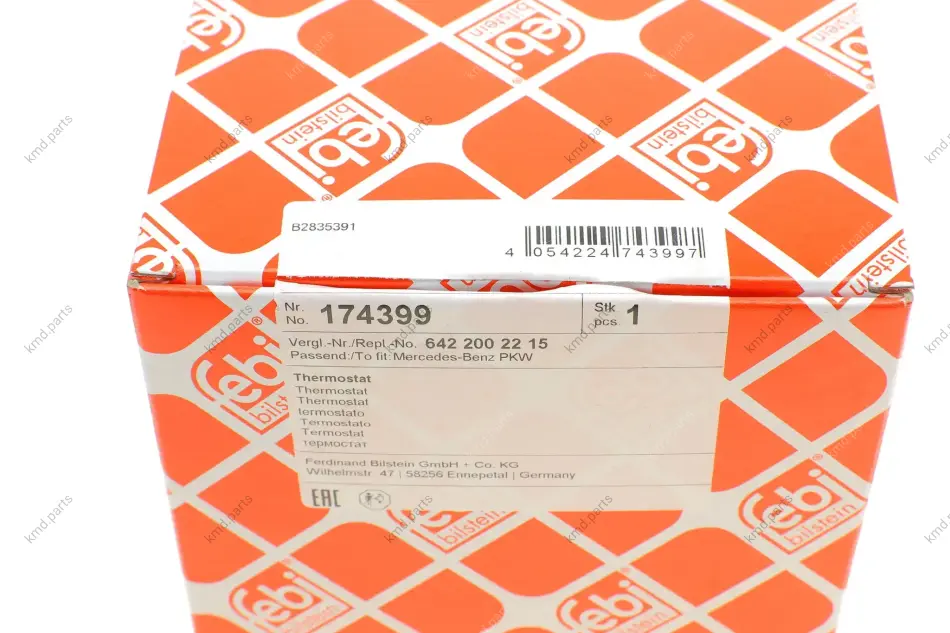 febi
bilstein
B2835391
4 054224 743997
Nr.
No. 174399
Stk
pcs 1
Vergl.-Nr./Repl.-No. 642 200 22 15
Passend:/To fit:Mercedes-Benz PKW
Thermostat
Thermostat
Thermostat
termostato
Termostato
Termostat
термостат
Ferdinand Bilstein GmbH + Co. KG
Wilhelmstr. 47 | 58256 Ennepetal | Germany
EAC
febi
bilstein
kmd.parts